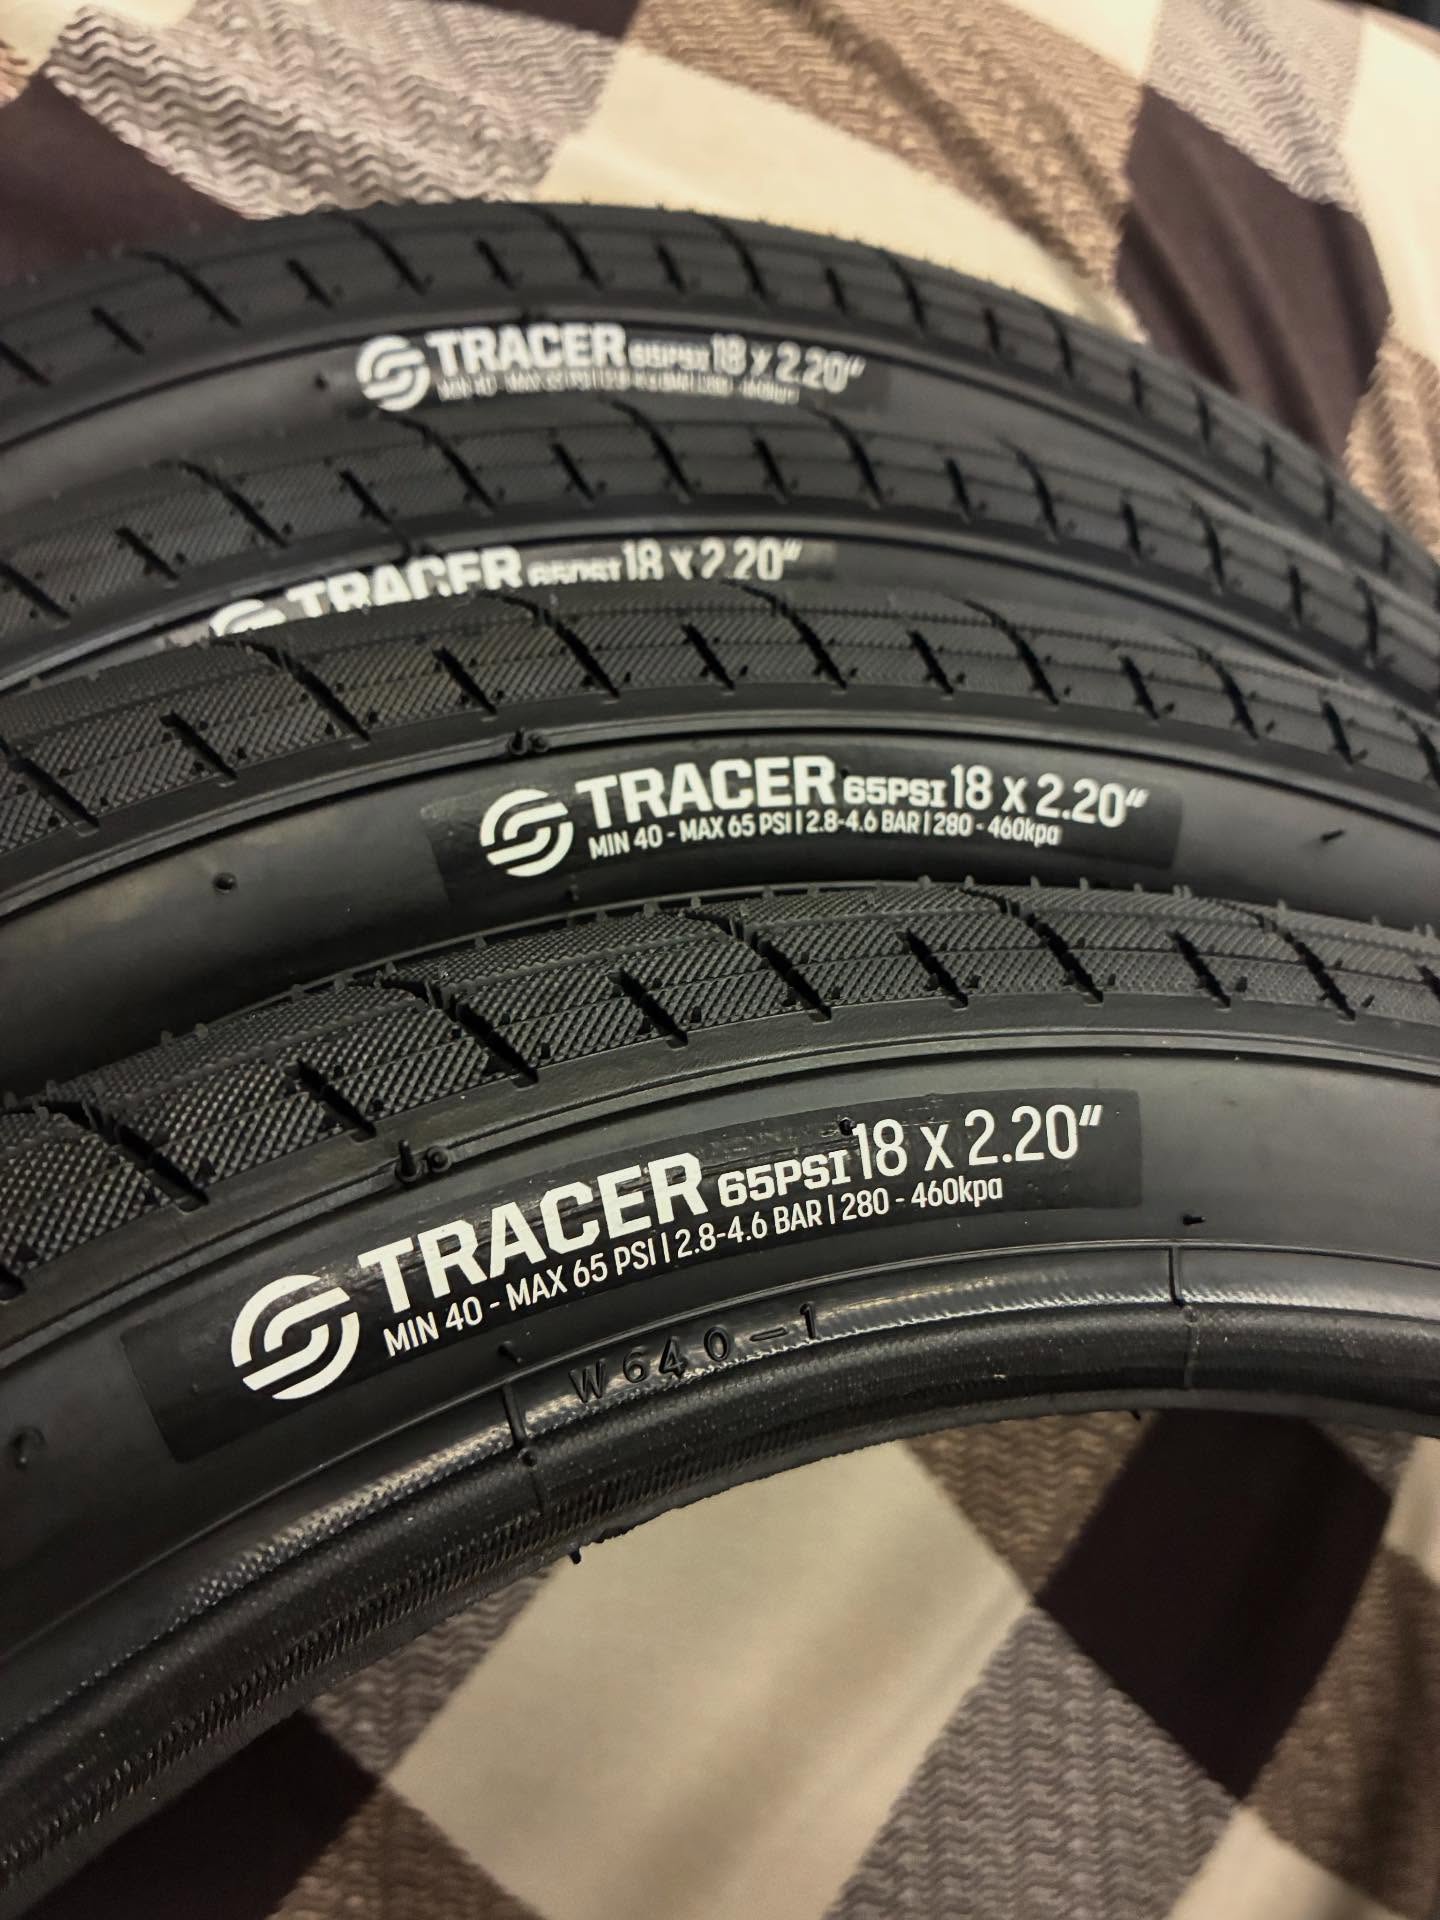 TRACER 65PSI 18 x 2.20"
TRACER 65PSI 18 x 2.20"
TRACER 65PSI 18 x 2.20"
MIN 40 - MAX 65 PSI | 2.8-4.6 BAR | 280 - 460kpa
TRACER 65PSI 18 x 2.20"
MIN 40 - MAX 65 PSI | 2.8-4.6 BAR | 280 - 460kpa
W640-1